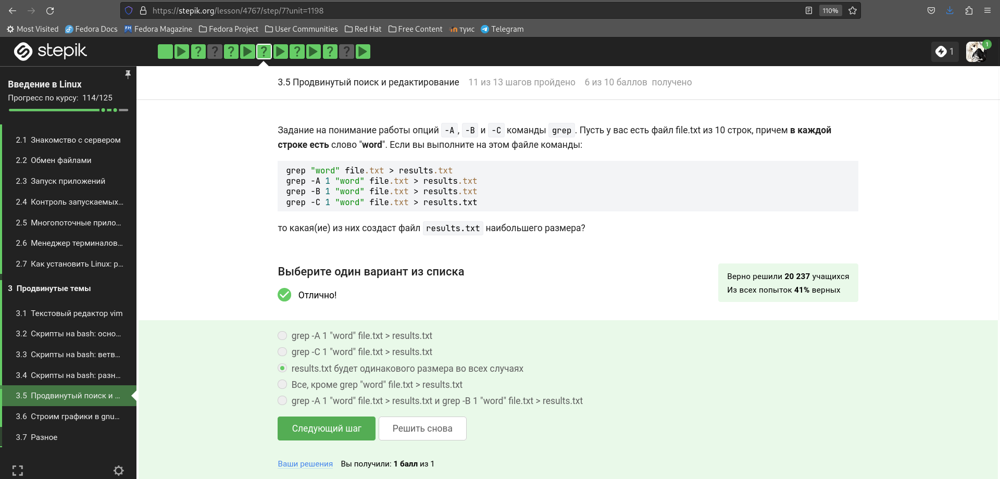 https://stepik.org/lesson/4767/step/7?unit=1198
110%
Most Visited
Fedora Docs
Fedora Magazine
Fedora Project
User Communities
Red Hat
Free Content
туис
Telegram
stepik
? ? ? ? ? ? ?
1
1
Введение в Linux
Прогресс по курсу: 114/125
2.1 Знакомство с сервером
2.2 Обмен файлами
2.3 Запуск приложений
2.4 Контроль запускаемых...
2.5 Многопоточные прило...
2.6 Менеджер терминалов...
2.7 Как установить Linux: р...
3 Продвинутые темы
3.1 Текстовый редактор vim
3.2 Скрипты на bash: осно...
3.3 Скрипты на bash: ветв...
3.4 Скрипты на bash: разн...
3.5 Продвинутый поиск и ...
3.6 Строим графики в gnu...
3.7 Разное
3.5 Продвинутый поиск и редактирование 11 из 13 шагов пройдено 6 из 10 баллов получено
Задание на понимание работы опций -A, -B и -C команды grep. Пусть у вас есть файл file.txt из 10 строк, причем в каждой
строке есть слово "word". Если вы выполните на этом файле команды:
grep "word" file.txt > results.txt
grep -A 1 "word" file.txt > results.txt
grep -B 1 "word" file.txt > results.txt
grep -C 1 "word" file.txt > results.txt
то какая(ие) из них создаст файл results.txt наибольшего размера?
Выберите один вариант из списка
Отлично!
Верно решили 20 237 учащихся
Из всех попыток 41% верных
grep -A 1 "word" file.txt > results.txt
grep -C 1 "word" file.txt > results.txt
results.txt будет одинакового размера во всех случаях
Все, кроме grep "word" file.txt > results.txt
grep -A 1 "word" file.txt > results.txt и grep -B 1 "word" file.txt > results.txt
Следующий шаг
Решить снова
Ваши решения Вы получили: 1 балл из 1